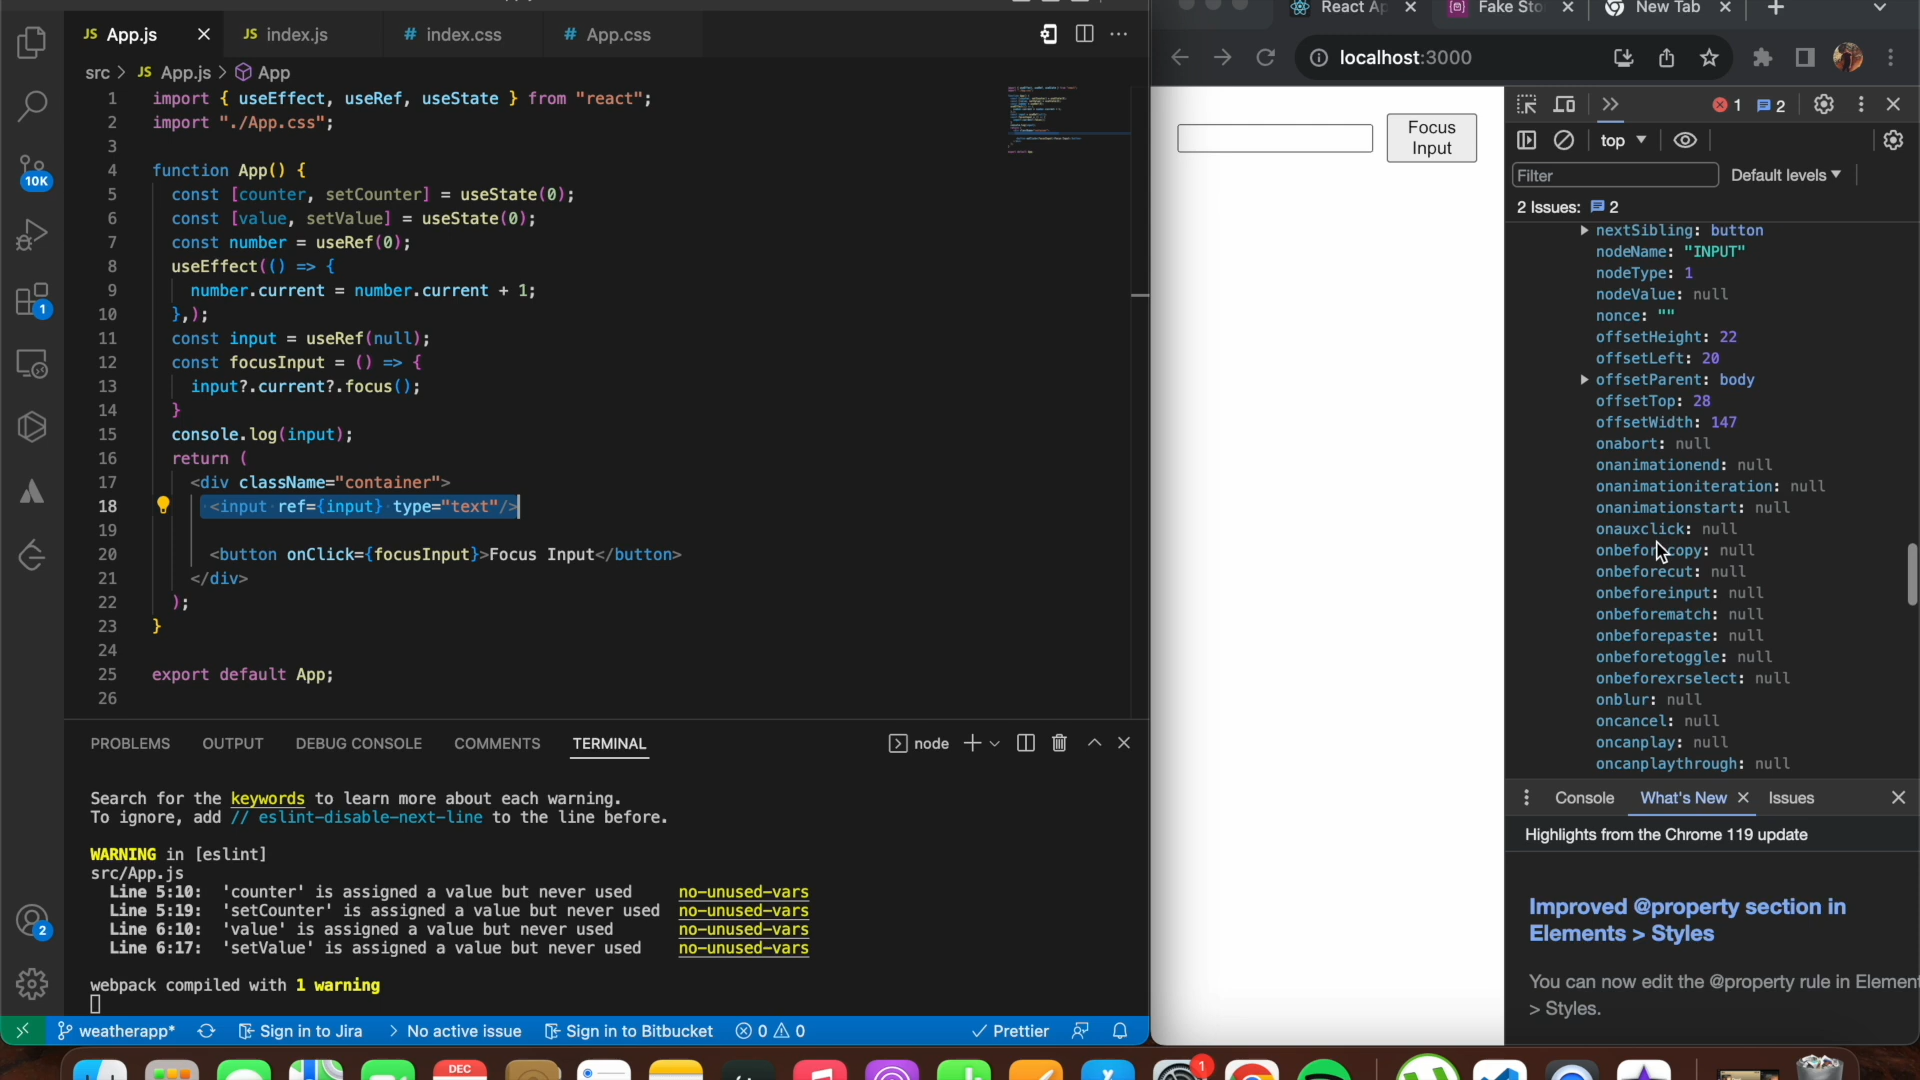 JS App.js
JS index.js
# index.css
# App.css
src > JS App.js > App
1 import { useEffect, useRef, useState } from "react";
2 import "./App.css";
3
4 function App() {
5 const [counter, setCounter] = useState(0);
6 const [value, setValue] = useState(0);
7 const number = useRef(0);
8 useEffect(() => {
9 number.current = number.current + 1;
10 },);
11 const input = useRef(null);
12 const focusInput = () => {
13 input?.current?.focus();
14 }
15 console.log(input);
16 return (
17 <div className="container">
18 <input ref={input} type="text"/>
19
20 <button onClick={focusInput}>Focus Input</button>
21 </div>
22 );
23 }
24
25 export default App;
26
10K
1
2
PROBLEMS OUTPUT DEBUG CONSOLE COMMENTS TERMINAL
node
Search for the keywords to learn more about each warning.
To ignore, add // eslint-disable-next-line to the line before.
WARNING in [eslint]
src/App.js
Line 5:10: 'counter' is assigned a value but never used no-unused-vars
Line 5:19: 'setCounter' is assigned a value but never used no-unused-vars
Line 6:10: 'value' is assigned a value but never used no-unused-vars
Line 6:17: 'setValue' is assigned a value but never used no-unused-vars
webpack compiled with 1 warning
weatherapp* Sign in to Jira > No active issue Sign in to Bitbucket 0 0 Prettier
React Ap
Fake Sto
New Tab
localhost:3000
Focus
Input
1 2
top
Filter
Default levels
2 Issues: 2
nextSibling: button
nodeName: "INPUT"
nodeType: 1
nodeValue: null
nonce: ""
offsetHeight: 22
offsetLeft: 20
offsetParent: body
offsetTop: 28
offsetWidth: 147
onabort: null
onanimationend: null
onanimationiteration: null
onanimationstart: null
onauxclick: null
onbeforecopy: null
onbeforecut: null
onbeforeinput: null
onbeforematch: null
onbeforepaste: null
onbeforetoggle: null
onbeforexrselect: null
onblur: null
oncancel: null
oncanplay: null
oncanplaythrough: null
Console What's New Issues
Highlights from the Chrome 119 update
Improved @property section in
Elements > Styles
You can now edit the @property rule in Element
> Styles.
DEC
1